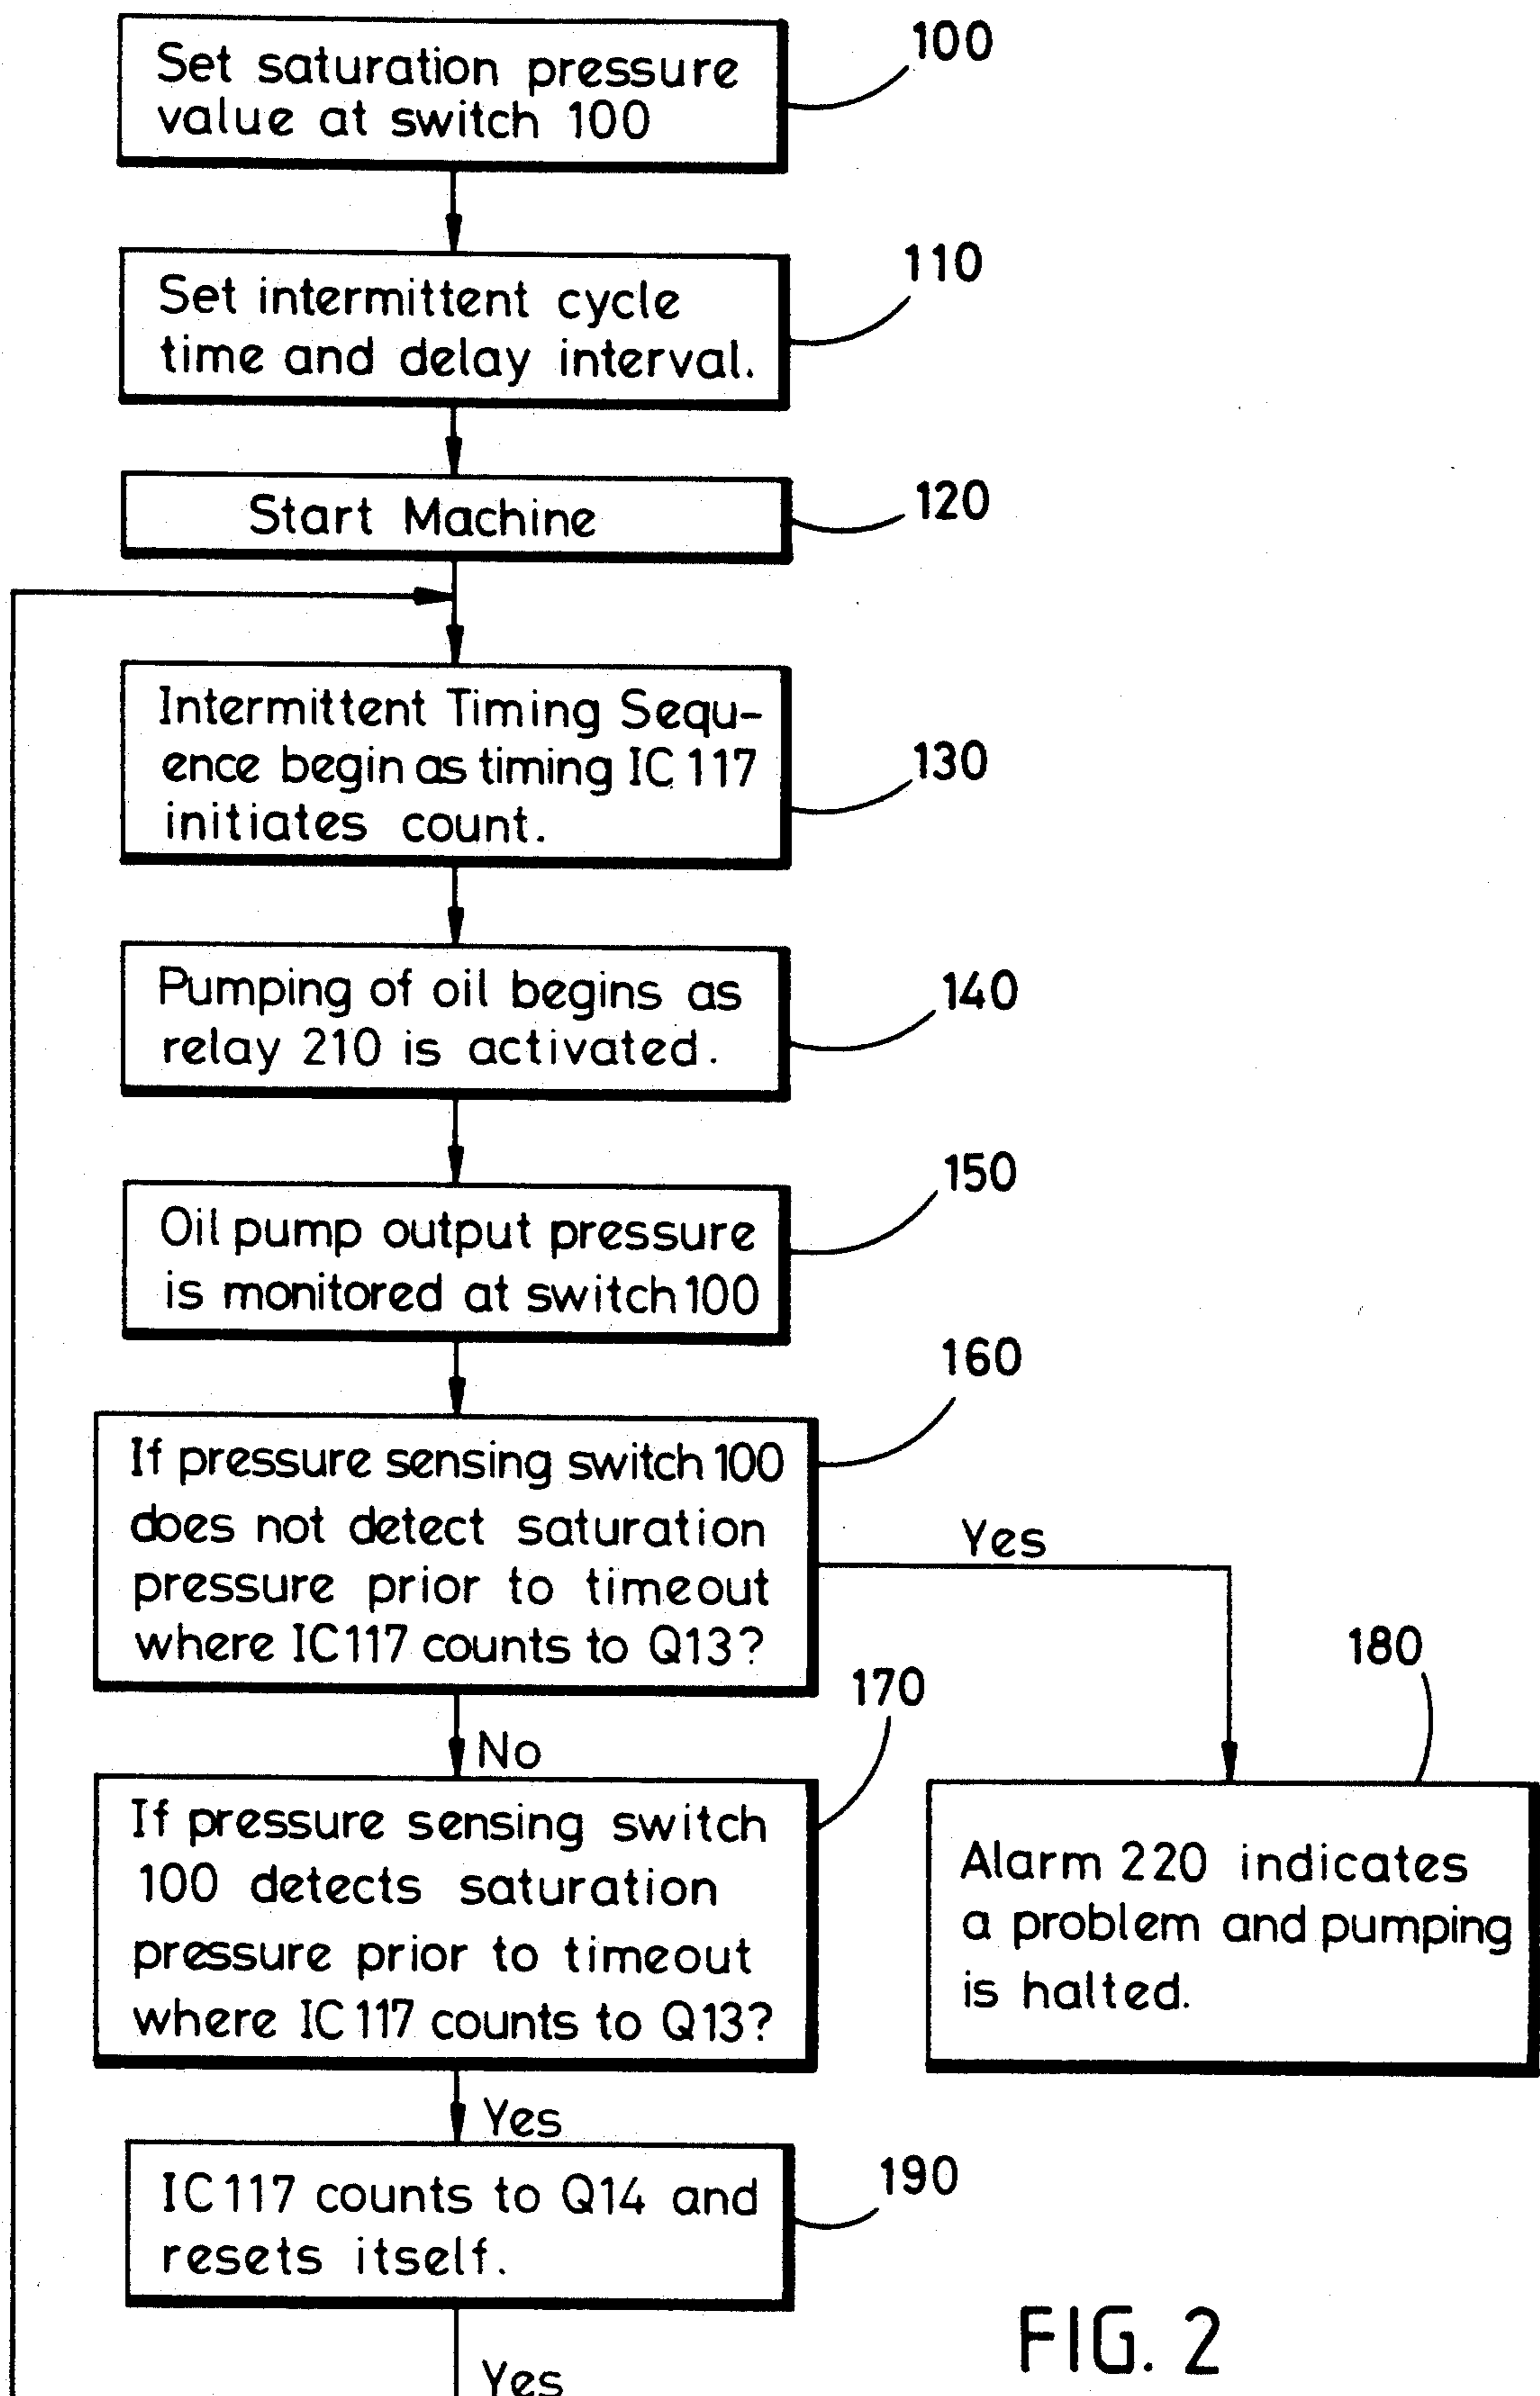 Set saturation pressure
value at switch 100
100
Set intermittent cycle
time and delay interval.
110
Start Machine
120
Intermittent Timing Sequ-
ence begin as timing IC 117
initiates count.
130
Pumping of oil begins as
relay 210 is activated.
140
Oil pump output pressure
is monitored at switch 100
150
If pressure sensing switch 100
does not detect saturation
pressure prior to timeout
where IC 117 counts to Q13?
160
Yes
No
If pressure sensing switch
100 detects saturation
pressure prior to timeout
where IC 117 counts to Q13?
170
180
Alarm 220 indicates
a problem and pumping
is halted.
Yes
IC 117 counts to Q14 and
resets itself.
190
Yes
FIG. 2